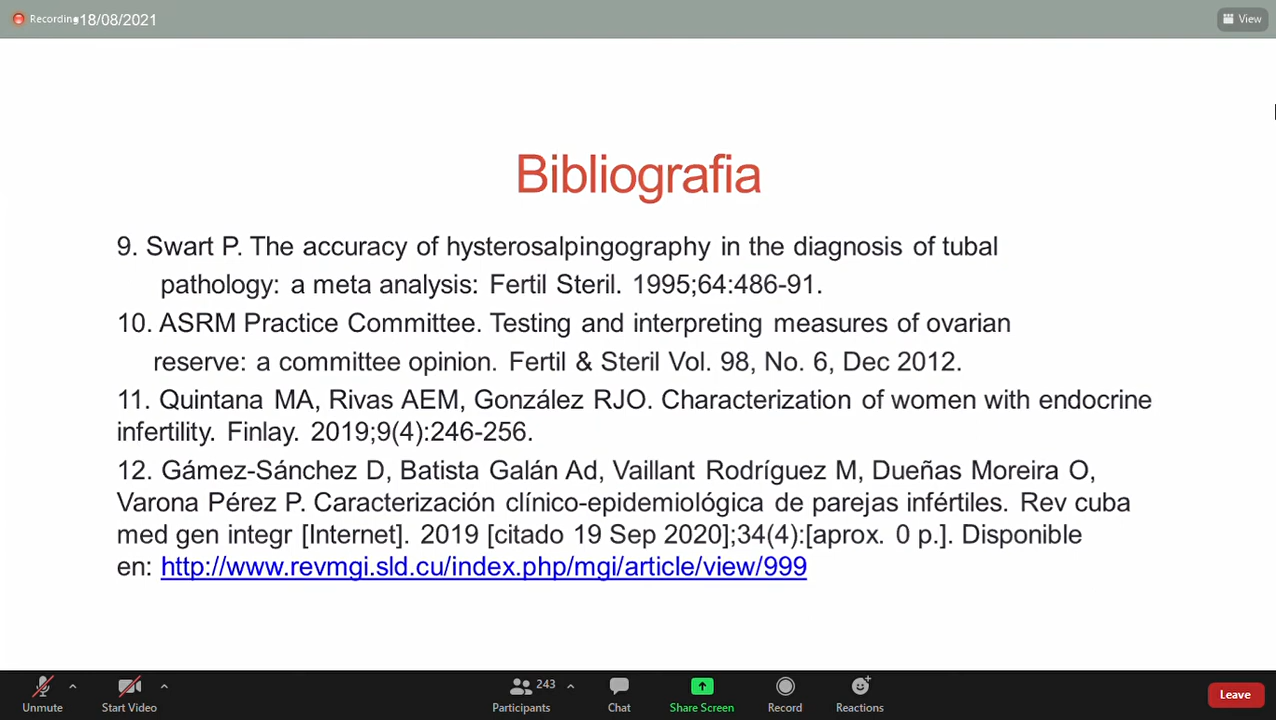 Recording
18/08/2021
View
Bibliografia
9. Swart P. The accuracy of hysterosalpingography in the diagnosis of tubal
pathology: a meta analysis: Fertil Steril. 1995;64:486-91.
10. ASRM Practice Committee. Testing and interpreting measures of ovarian
reserve: a committee opinion. Fertil & Steril Vol. 98, No. 6, Dec 2012.
11. Quintana MA, Rivas AEM, González RJO. Characterization of women with endocrine
infertility. Finlay. 2019;9(4):246-256.
12. Gámez-Sánchez D, Batista Galán Ad, Vaillant Rodríguez M, Dueñas Moreira O,
Varona Pérez P. Caracterización clínico-epidemiológica de parejas infértiles. Rev cuba
med gen integr [Internet]. 2019 [citado 19 Sep 2020];34(4):[aprox. 0 p.]. Disponible
en: http://www.revmgi.sld.cu/index.php/mgi/article/view/999
243
Unmute
Start Video
Participants
Chat
Share Screen
Record
Reactions
Leave